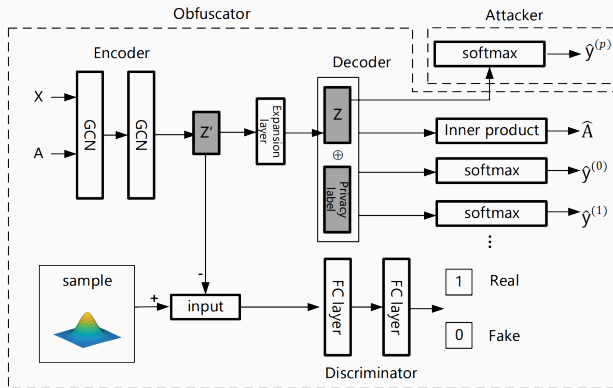 Obfuscator
Attacker
Encoder
Decoder
softmax
ŷ^(p)
X
A
GCN
GCN
Z'
Expansion layer
Z
⊕
Privacy label
Inner product
Â
softmax
ŷ^(0)
softmax
ŷ^(1)
⋮
sample
+
-
input
FC layer
FC layer
1
Real
0
Fake
Discriminator